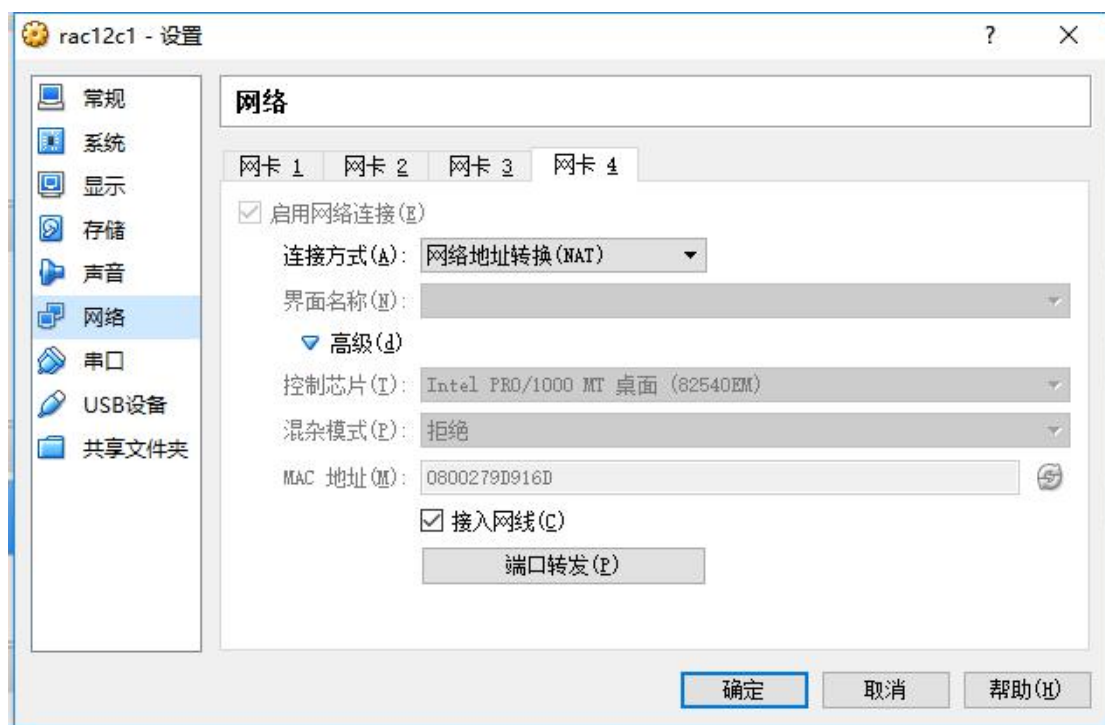 rac12c1 - 设置
?
常规
系统
显示
存储
声音
网络
串口
USB设备
共享文件夹
网络
网卡 1 网卡 2 网卡 3 网卡 4
启用网络连接(E)
连接方式(A): 网络地址转换(NAT)
界面名称(N):
高级(d)
控制芯片(T): Intel PRO/1000 MT 桌面 (82540EM)
混杂模式(P): 拒绝
MAC 地址(M): 0800279D916D
接入网线(C)
端口转发(P)
确定 取消 帮助(H)